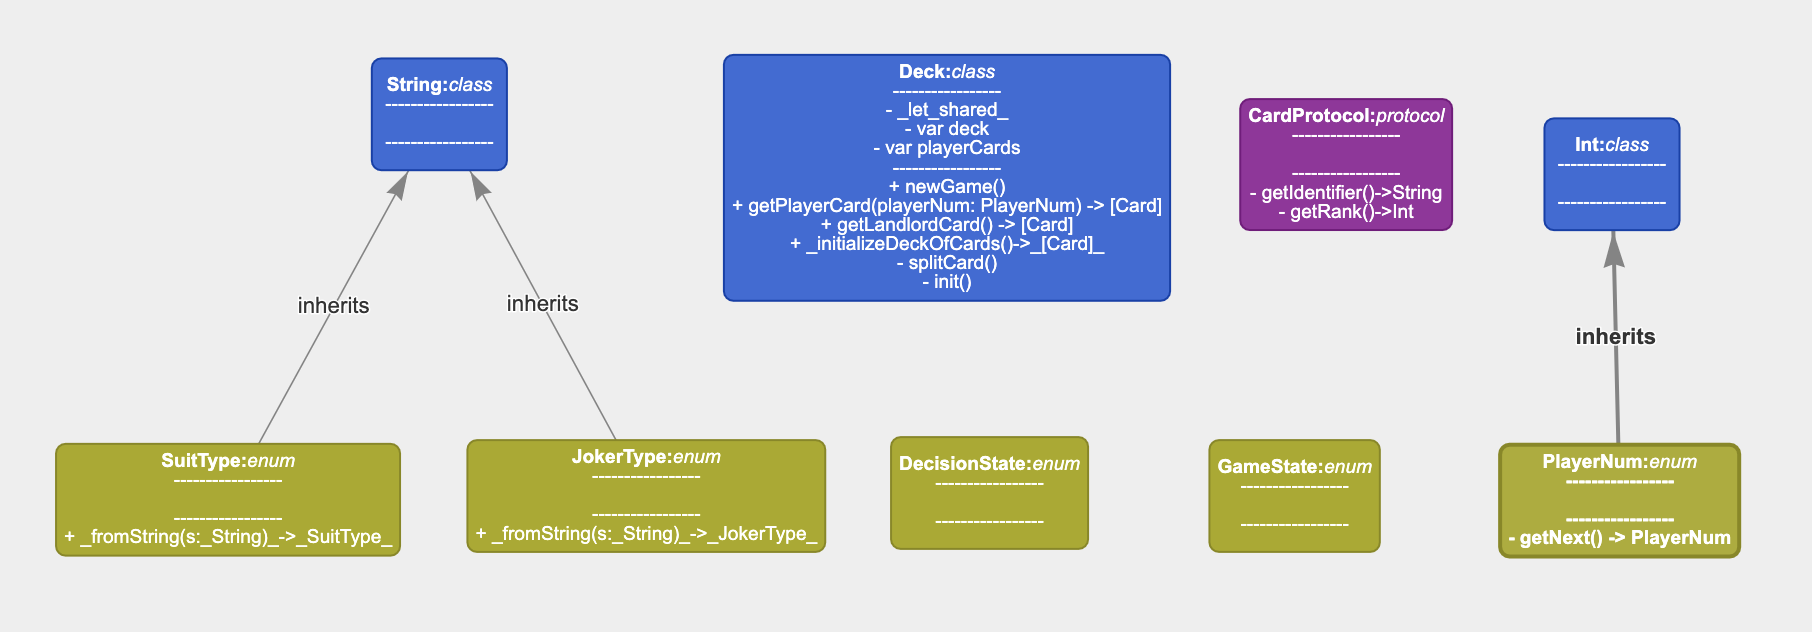 String:class
-----------------
-----------------
Deck:class
-----------------
- _let_shared_
- var deck
- var playerCards
-----------------
+ newGame()
+ getPlayerCard(playerNum: PlayerNum) -> [Card]
+ getLandlordCard() -> [Card]
+ _initializeDeckOfCards()->_[Card]_
- splitCard()
- init()
CardProtocol:protocol
-----------------
-----------------
- getIdentifier()->String
- getRank()->Int
Int:class
-----------------
-----------------
inherits
inherits
inherits
SuitType:enum
-----------------
-----------------
+ _fromString(s:_String)_->_SuitType_
JokerType:enum
-----------------
-----------------
+ _fromString(s:_String)_->_JokerType_
DecisionState:enum
-----------------
-----------------
GameState:enum
-----------------
-----------------
PlayerNum:enum
-----------------
-----------------
- getNext() -> PlayerNum